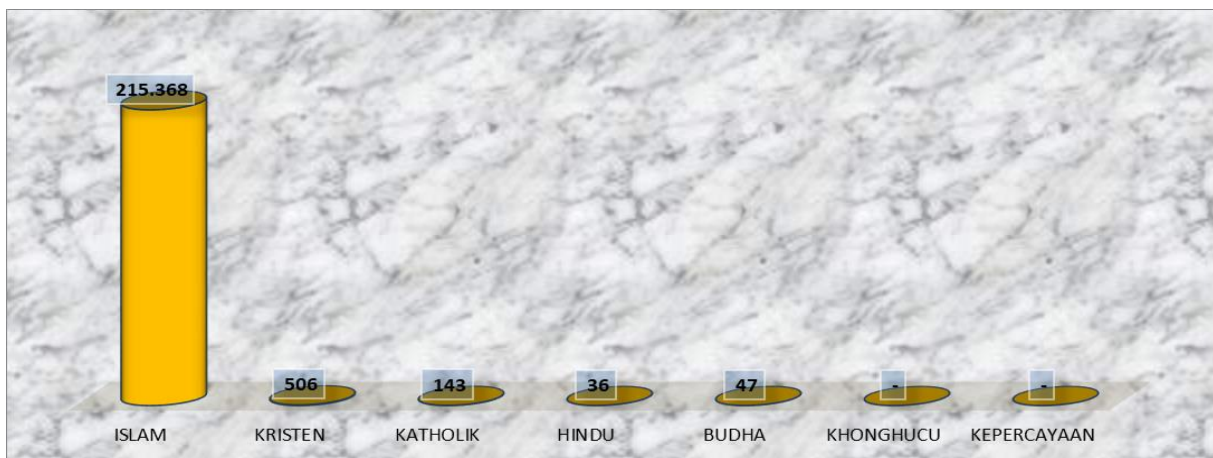 215.368
506 143 36 47 - -
ISLAM KRISTEN KATHOLIK HINDU BUDHA KHONGHUCU KEPERCAYAAN